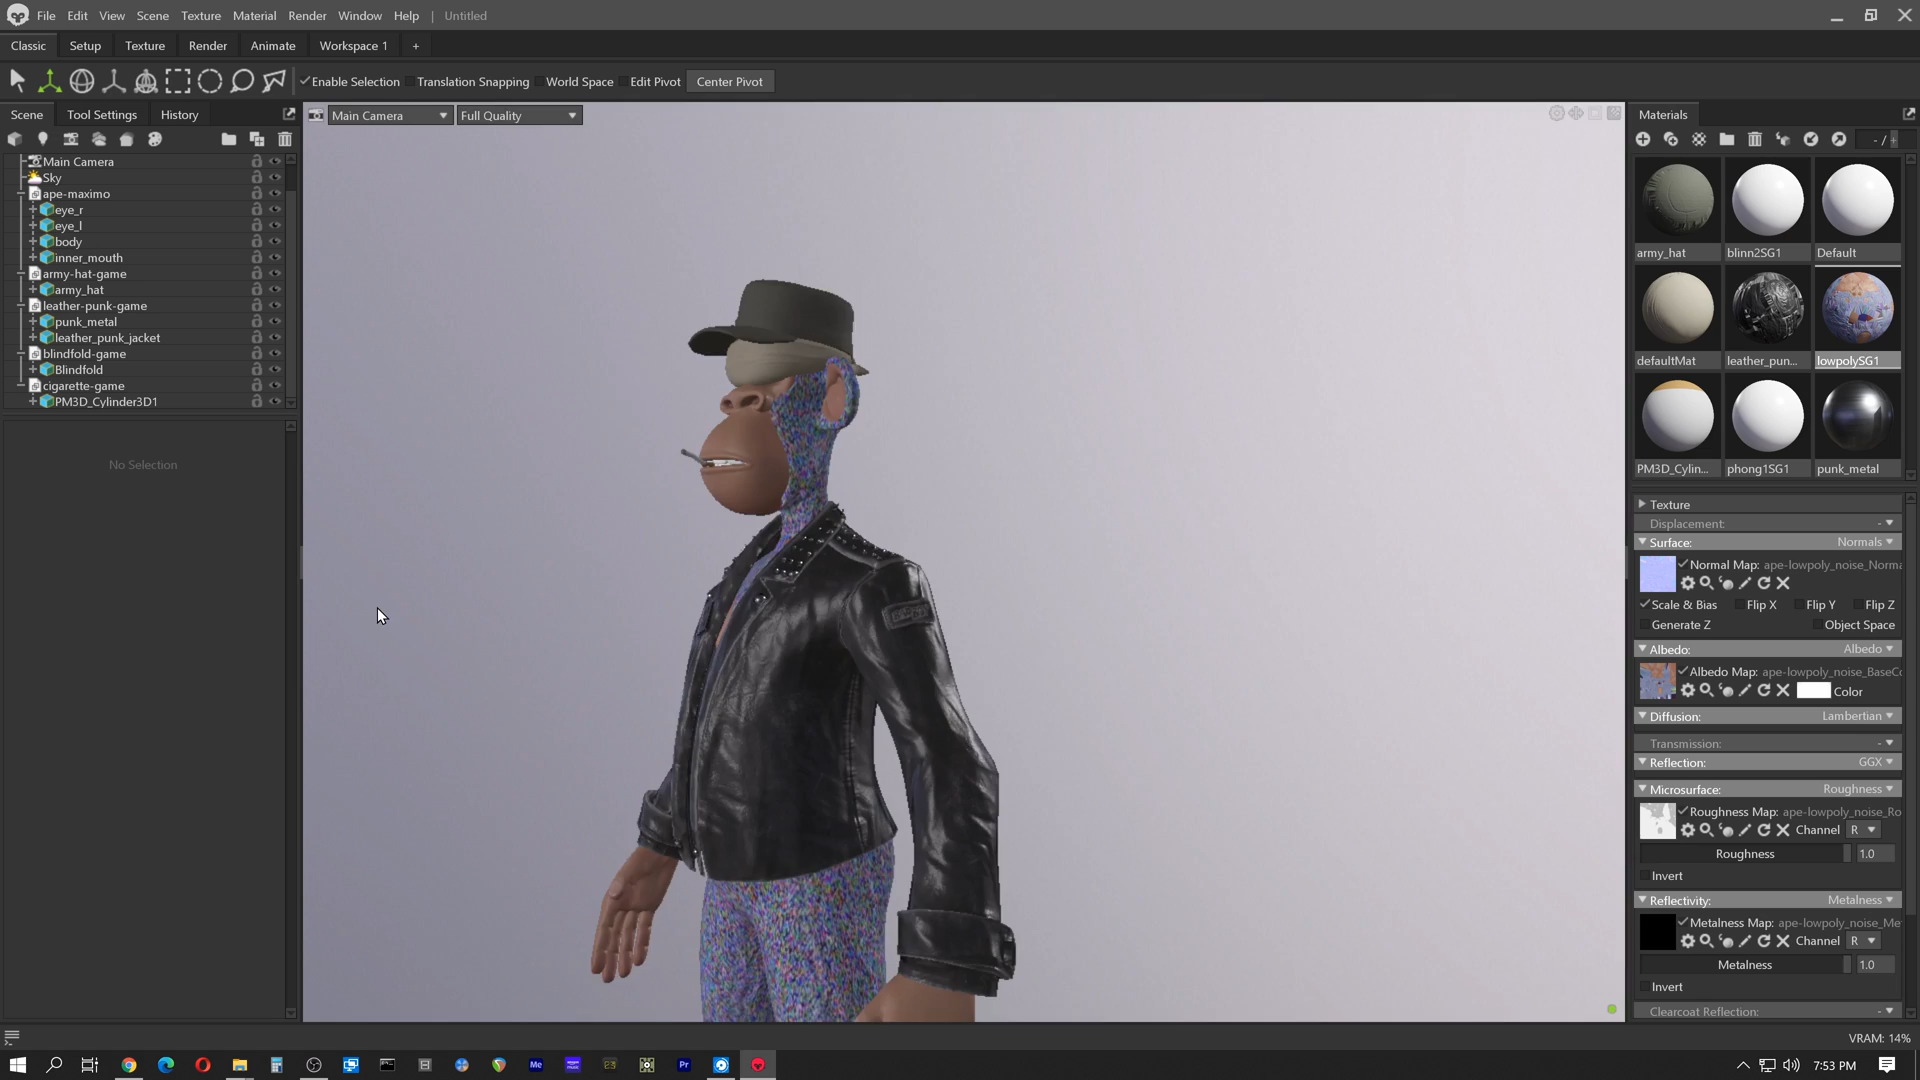 File Edit View Scene Texture Material Render Window Help | Untitled
Classic Setup Texture Render Animate Workspace 1 +
Enable Selection Translation Snapping World Space Edit Pivot Center Pivot
Scene Tool Settings History
Main Camera Full Quality
Materials
- /
Main Camera
Sky
ape-maximo
eye_r
eye_l
body
inner_mouth
army-hat-game
army_hat
leather-punk-game
punk_metal
leather_punk_jacket
blindfold-game
Blindfold
cigarette-game
PM3D_Cylinder3D1
No Selection
army_hat blinn2SG1 Default
defaultMat leather_pun... lowpolySG1
PM3D_Cylin... phong1SG1 punk_metal
Texture
Displacement: -
Surface: Normals
Normal Map: ape-lowpoly_noise_Norma
Scale & Bias Flip X Flip Y Flip Z
Generate Z Object Space
Albedo: Albedo
Albedo Map: ape-lowpoly_noise_BaseCo
Color
Diffusion: Lambertian
Transmission: -
Reflection: GGX
Microsurface: Roughness
Roughness Map: ape-lowpoly_noise_Ro
Channel R
Roughness 1.0
Invert
Reflectivity: Metalness
Metalness Map: ape-lowpoly_noise_Me
Channel R
Metalness 1.0
Invert
Clearcoat Reflection: -
VRAM: 14%
Me Pr 7:53 PM